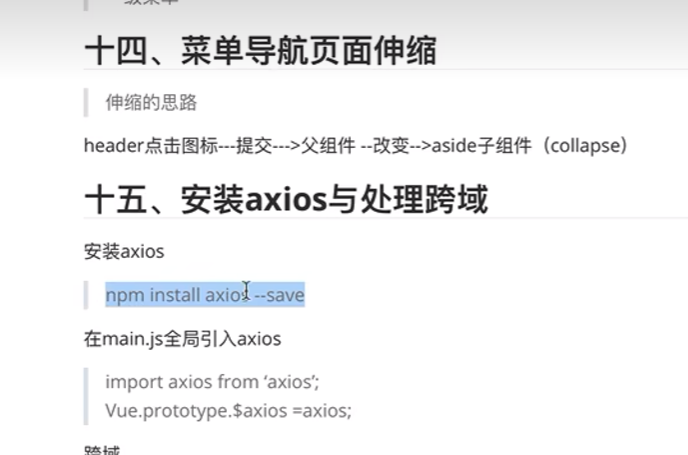 十四、菜单导航页面伸缩
伸缩的思路
header点击图标---提交--->父组件 --改变-->aside子组件（collapse）
十五、安装axios与处理跨域
安装axios
npm install axios --save
在main.js全局引入axios
import axios from ‘axios’;
Vue.prototype.$axios =axios;
跨域